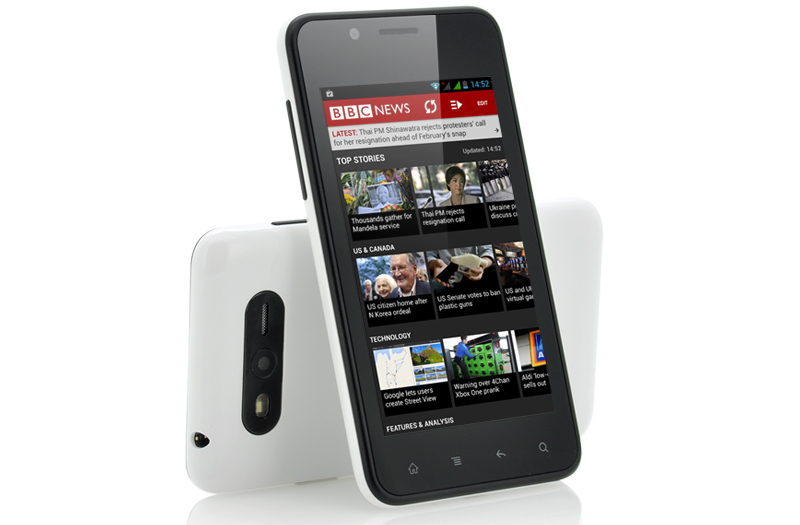 14:52
BBC NEWS
EDIT
LATEST: Thai PM Shinawatra rejects protesters' call
for her resignation ahead of February's snap
TOP STORIES
Updated: 14:52
Thousands gather for
Mandela service
Thai PM rejects
resignation call
Ukraine p
discuss c
US & CANADA
US citizen home after
N Korea ordeal
US Senate votes to ban
plastic guns
US and U
virtual ga
TECHNOLOGY
Google lets users
create Street View
Warning over 4Chan
Xbox One prank
Aldi 'low-
sells out
FEATURES & ANALYSIS